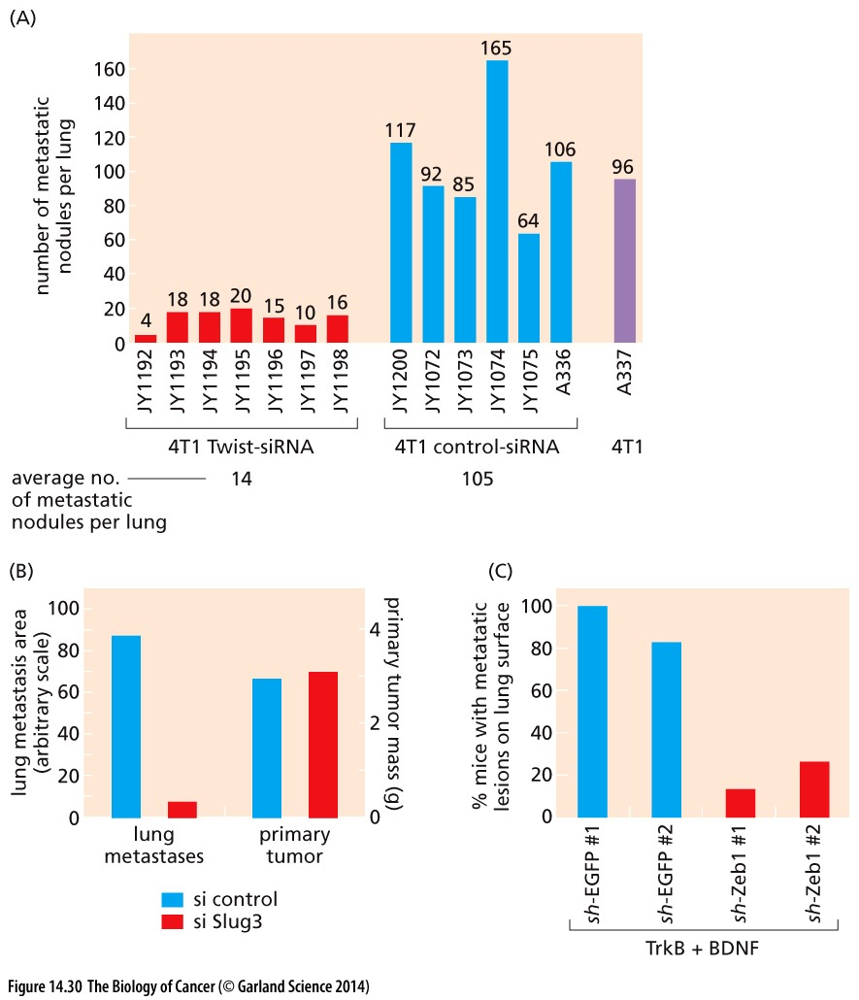 (A)
number of metastatic
nodules per lung
160
140
120
100
80
60
40
20
0
4
18
18
20
15
10
16
117
92
85
165
64
106
96
JY1192
JY1193
JY1194
JY1195
JY1196
JY1197
JY1198
JY1200
JY1072
JY1073
JY1074
JY1075
A336
A337
4T1 Twist-siRNA
4T1 control-siRNA
4T1
average no.
of metastatic
nodules per lung
14
105
(B)
lung metastasis area
(arbitrary scale)
100
80
60
40
20
0
primary tumor mass (g)
4
2
0
lung
metastases
primary
tumor
si control
si Slug3
(C)
% mice with metatatic
lesions on lung surface
100
80
60
40
20
0
sh-EGFP #1
sh-EGFP #2
sh-Zeb1 #1
sh-Zeb1 #2
TrkB + BDNF
Figure 14.30 The Biology of Cancer (© Garland Science 2014)